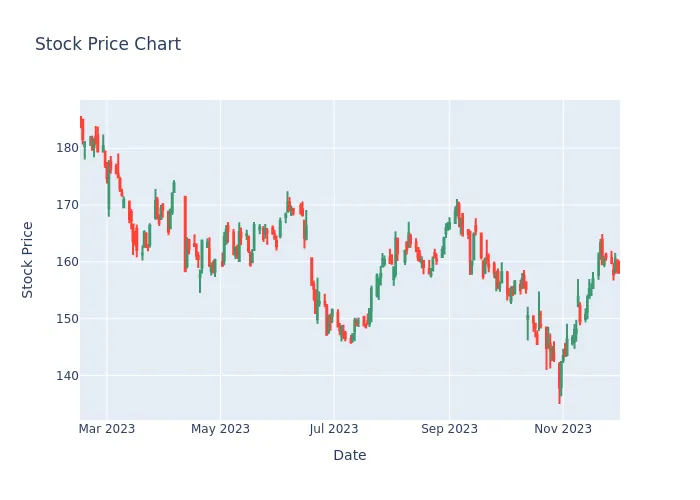 Stock Price Chart
180
170
160
150
140
Stock Price
Mar 2023
May 2023
Jul 2023
Sep 2023
Nov 2023
Date